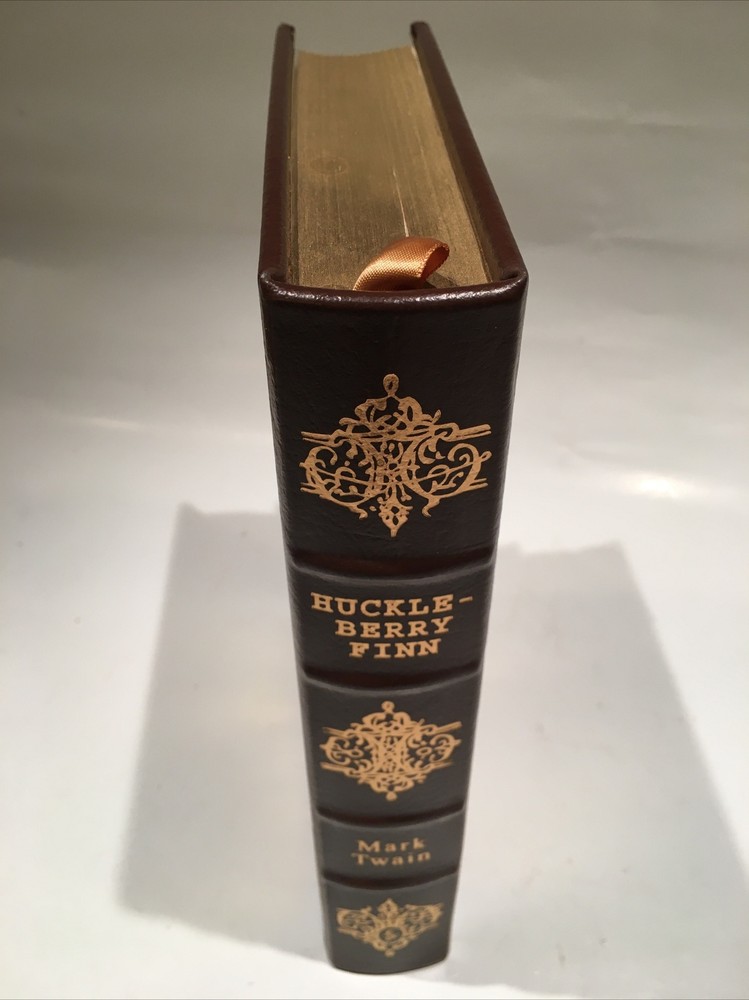 HUCKLE-
BERRY
FINN
Mark
Twain